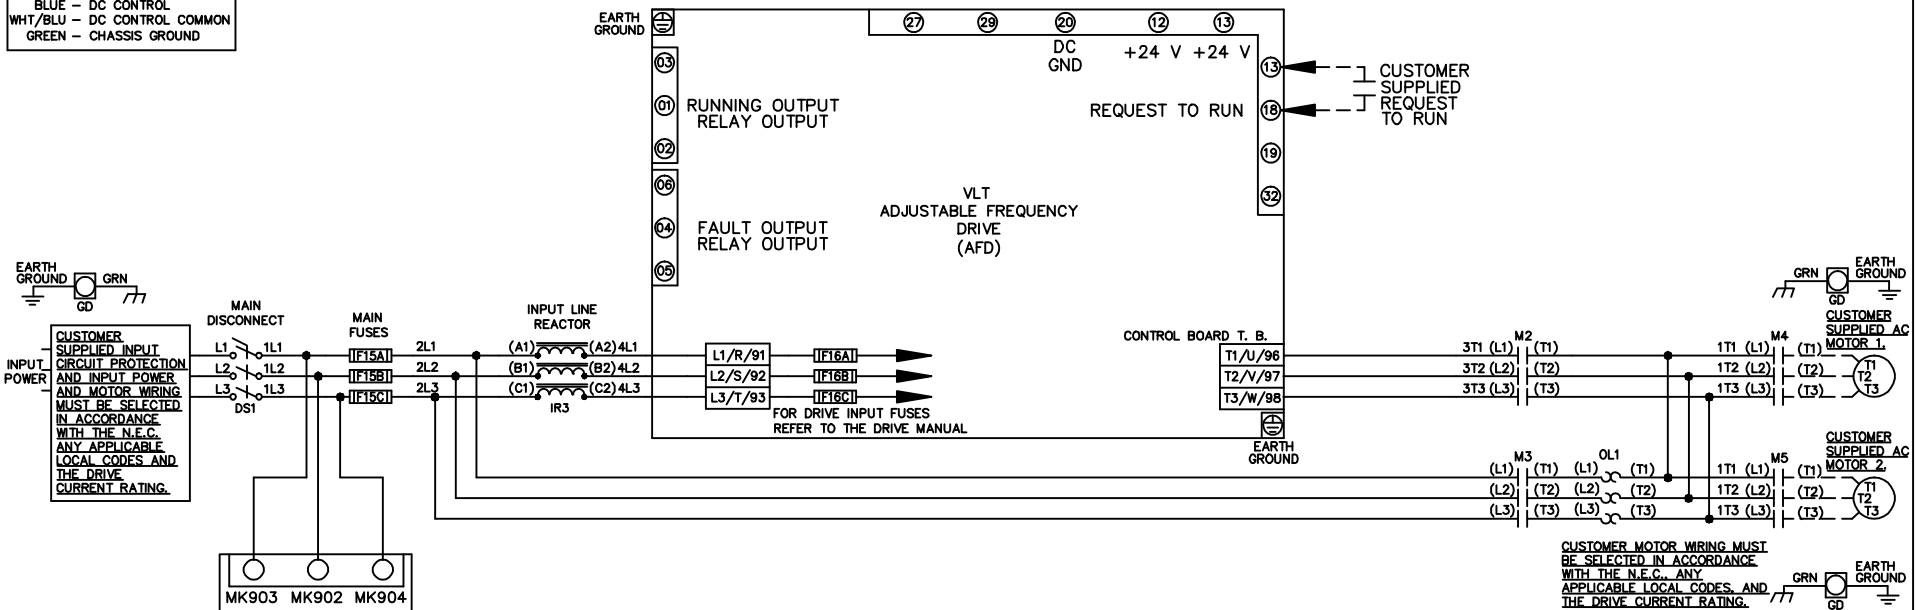 BLUE – DC CONTROL
WHT/BLU – DC CONTROL COMMON
GREEN – CHASSIS GROUND
EARTH
GROUND
27
29
20
12
13
DC
GND
+24 V
+24 V
03
01
02
RUNNING OUTPUT
RELAY OUTPUT
06
04
05
FAULT OUTPUT
RELAY OUTPUT
13
18
19
32
REQUEST TO RUN
CUSTOMER
SUPPLIED
REQUEST
TO RUN
VLT
ADJUSTABLE FREQUENCY
DRIVE
(AFD)
EARTH
GROUND
GRN
GD
INPUT
POWER
CUSTOMER
SUPPLIED INPUT
CIRCUIT PROTECTION
AND INPUT POWER
AND MOTOR WIRING
MUST BE SELECTED
IN ACCORDANCE
WITH THE N.E.C.
ANY APPLICABLE
LOCAL CODES AND
THE DRIVE
CURRENT RATING.
MAIN
DISCONNECT
L1
1L1
L2
1L2
L3
1L3
DS1
MAIN
FUSES
F15A
F15B
F15C
2L1
2L2
2L3
INPUT LINE
REACTOR
(A1)
(A2)
4L1
(B1)
(B2)
4L2
(C1)
(C2)
4L3
IR3
L1/R/91
L2/S/92
L3/T/93
F16A
F16B
F16C
FOR DRIVE INPUT FUSES
REFER TO THE DRIVE MANUAL
CONTROL BOARD T. B.
T1/U/96
T2/V/97
T3/W/98
EARTH
GROUND
3T1 (L1)
M2
(T1)
3T2 (L2)
(T2)
3T3 (L3)
(T3)
1T1 (L1)
M4
(T1)
1T2 (L2)
(T2)
1T3 (L3)
(T3)
GRN
GD
EARTH
GROUND
CUSTOMER
SUPPLIED AC
MOTOR 1.
T1
T2
T3
(L1)
M3
(T1)
(L2)
(T2)
(L3)
(T3)
OL1
(L1)
(T1)
(L2)
(T2)
(L3)
(T3)
1T1 (L1)
M5
(T1)
1T2 (L2)
(T2)
1T3 (L3)
(T3)
CUSTOMER
SUPPLIED AC
MOTOR 2.
T1
T2
T3
MK903
MK902
MK904
CUSTOMER MOTOR WIRING MUST
BE SELECTED IN ACCORDANCE
WITH THE N.E.C., ANY
APPLICABLE LOCAL CODES, AND
THE DRIVE CURRENT RATING.
GRN
GD
EARTH
GROUND